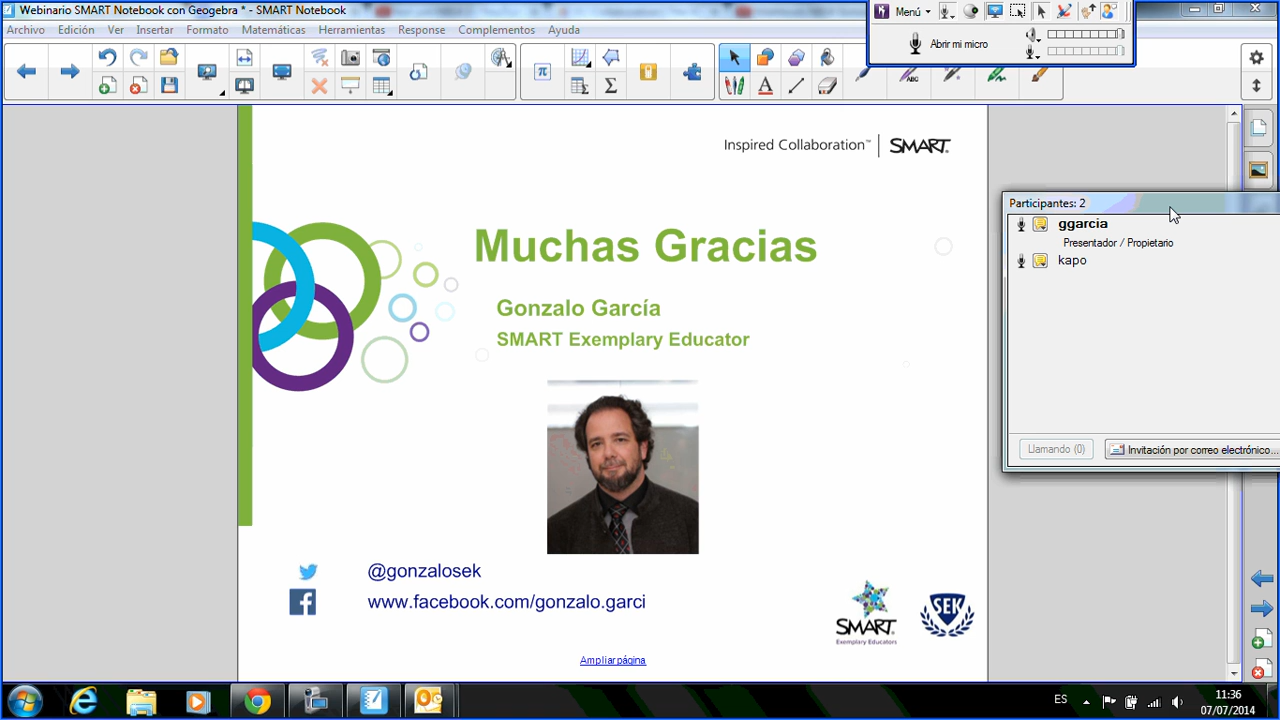 Webinario SMART Notebook con Geogebra * - SMART Notebook
Menú
Archivo Edición Ver Insertar Formato Matemáticas Herramientas Response Complementos Ayuda
Abrir mi micro
π
Σ
A
ABC
Inspired Collaboration™ SMART
Participantes: 2
ggarcia
Presentador / Propietario
kapo
Muchas Gracias
Gonzalo García
SMART Exemplary Educator
Llamando (0) Invitación por correo electrónico...
@gonzalosek
www.facebook.com/gonzalo.garci
SMART
Exemplary Educators
SEK
Ampliar página
ES
11:36
07/07/2014